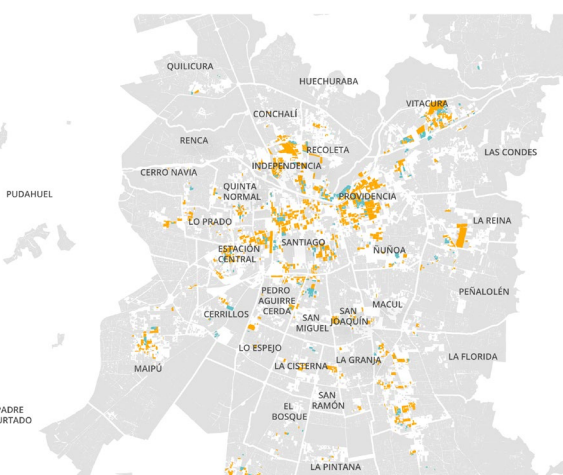 QUILICURA
HUECHURABA
VITACURA
CONCHALÍ
RENCA
RECOLETA
LAS CONDES
INDEPENDENCIA
CERRO NAVIA
QUINTA
NORMAL
PUDAHUEL
PROVIDENCIA
LO PRADO
LA REINA
SANTIAGO
ESTACIÓN
CENTRAL
ÑUÑOA
PEDRO
AGUIRRE
CERDA
PEÑALOLÉN
MACUL
CERRILLOS
SAN
MIGUEL
SAN
JOAQUÍN
LO ESPEJO
LA GRANJA
LA FLORIDA
LA CISTERNA
MAIPÚ
SAN
RAMÓN
EL
BOSQUE
ADRE
URTADO
LA PINTANA